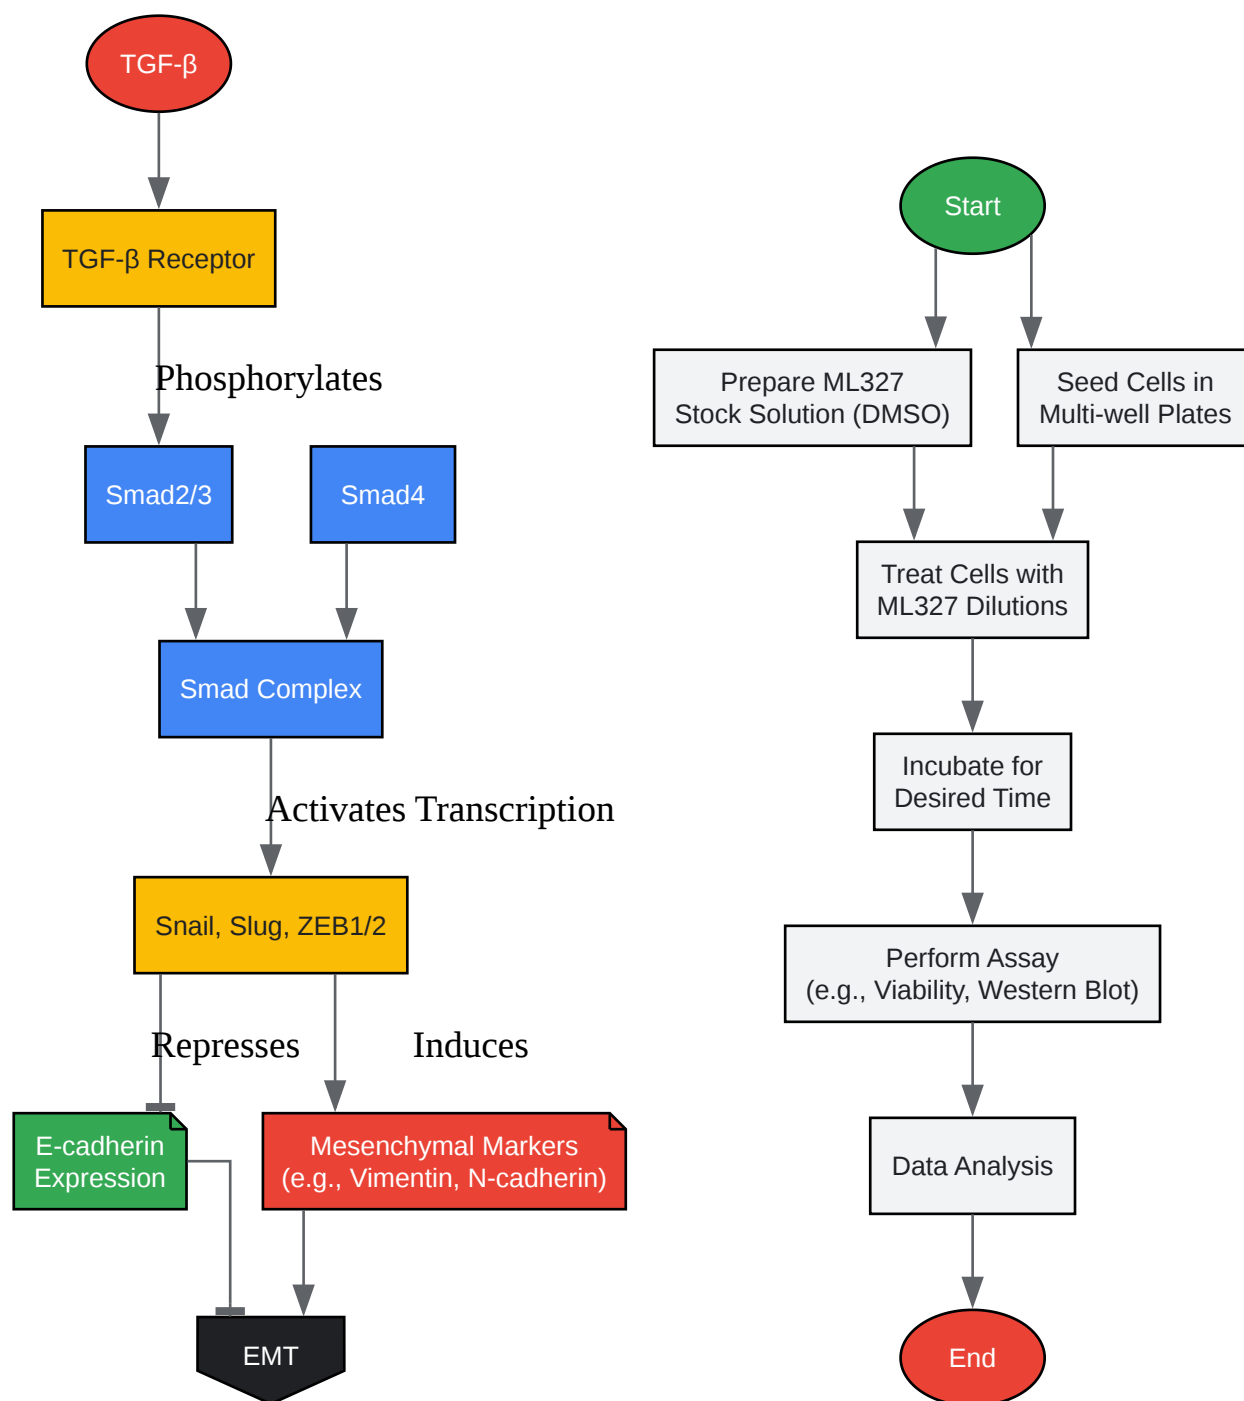 TGF-β
TGF-β Receptor
Phosphorylates
Smad2/3
Smad4
Smad Complex
Activates Transcription
Snail, Slug, ZEB1/2
Represses
Induces
E-cadherin
Expression
Mesenchymal Markers
(e.g., Vimentin, N-cadherin)
EMT
Start
Prepare ML327
Stock Solution (DMSO)
Seed Cells in
Multi-well Plates
Treat Cells with
ML327 Dilutions
Incubate for
Desired Time
Perform Assay
(e.g., Viability, Western Blot)
Data Analysis
End